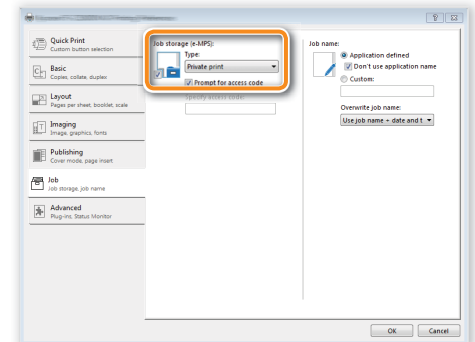 Quick Print
Custom button selection
Basic
Copies, collate, duplex
Layout
Pages per sheet, booklet, scale
Imaging
Image, graphics, fonts
Publishing
Cover mode, page insert
Job
Job storage, job name
Advanced
Plug-ins, Status Monitor
Job storage (e-MPS):
Type:
Private print
Prompt for access code
Specify access code:
Job name:
Application defined
Don't use application name
Custom:
Overwrite job name:
Use job name + date and t
OK
Cancel